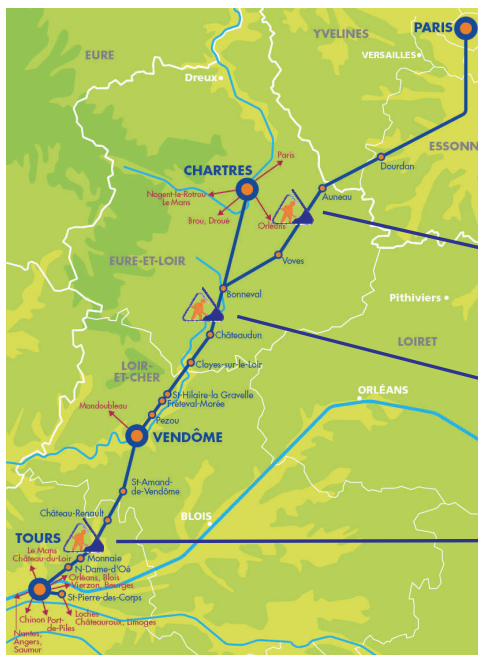 YVELINES
PARIS
EURE
VERSAILLES
Dreux
ESSONN
Dourdan
Paris
CHARTRES
Nogent-le-Rotrou
Le Mans
Auneau
Brou, Droué
Orléans
EURE-ET-LOIR
Voves
Bonneval
Pithiviers
Châteaudun
LOIRET
LOIR-
ET-CHER
Cloyes-sur-le-Loir
ORLÉANS
St-Hilaire-la Gravelle
Fréteval-Morée
Mondoubleau
Pezou
VENDÔME
St-Amand-
de-Vendôme
Château-Renault
BLOIS
TOURS
Le Mans
Château-du-Loir
Monnaie
N-Dame-d'Oé
Orléans, Blois
Vierzon, Bourges
St-Pierre-des-Corps
Chinon
Port-
de-Piles
Loches
Châteauroux, Limoges
Nantes,
Angers,
Saumur